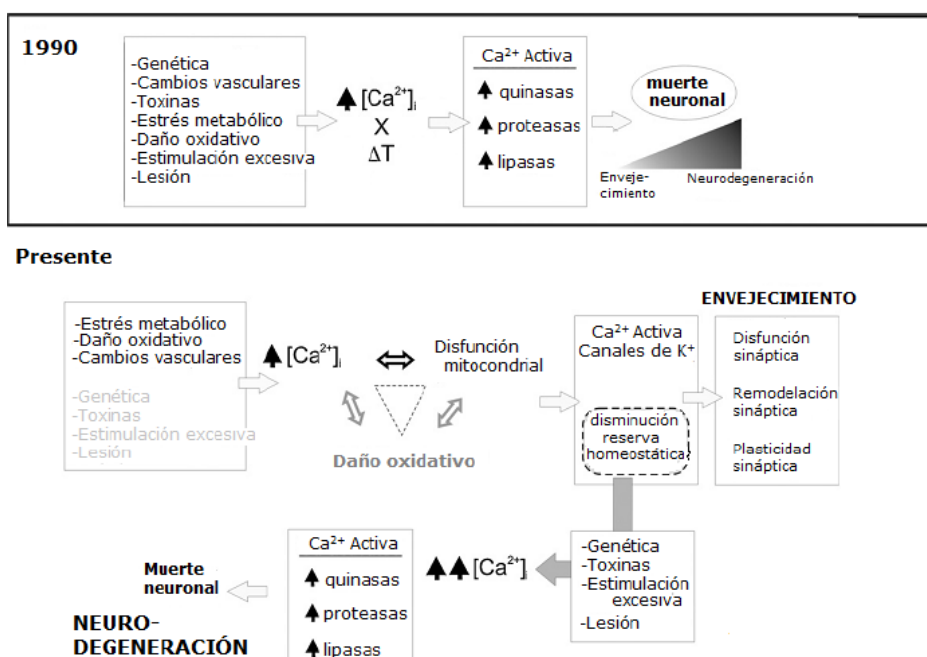 1990
-Genética
-Cambios vasculares
-Toxinas
-Estrés metabólico
-Daño oxidativo
-Estimulación excesiva
-Lesión
[Ca²⁺]ᵢ
X
ΔT
Ca²⁺ Activa
quinasas
proteasas
lipasas
muerte
neuronal
Enveje-
cimiento
Neurodegeneración
Presente
-Estrés metabólico
-Daño oxidativo
-Cambios vasculares
-Genética
-Toxinas
-Estimulación excesiva
-Lesión
[Ca²⁺]ᵢ
Disfunción
mitocondrial
Daño oxidativo
Ca²⁺ Activa
Canales de K⁺
disminución
reserva
homeostática
ENVEJECIMIENTO
Disfunción
sináptica
Remodelación
sináptica
Plasticidad
sináptica
-Genética
-Toxinas
-Estimulación
excesiva
-Lesión
[Ca²⁺]ᵢ
Ca²⁺ Activa
quinasas
proteasas
lipasas
Muerte
neuronal
NEURO-
DEGENERACIÓN